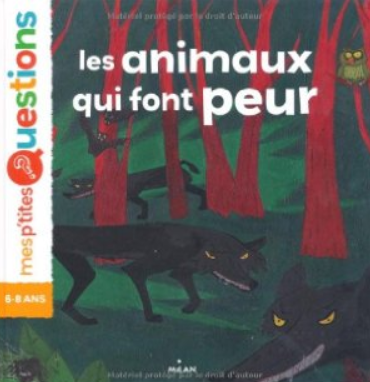 Matériel protégé par le droit d'auteur
les animaux
qui font peur
mes p'tites Questions
6-8 ANS
MiLAN
Matériel protégé par le droit d'auteur